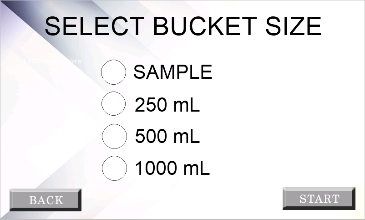 SELECT BUCKET SIZE
SAMPLE
250 mL
500 mL
1000 mL
BACK
START